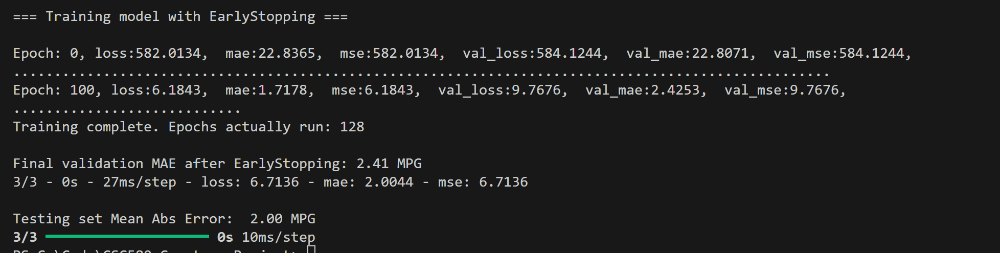 === Training model with EarlyStopping ===
Epoch: 0, loss:582.0134,  mae:22.8365,  mse:582.0134,  val_loss:584.1244,  val_mae:22.8071,  val_mse:584.1244,
....................................................................................................
Epoch: 100, loss:6.1843,  mae:1.7178,  mse:6.1843,  val_loss:9.7676,  val_mae:2.4253,  val_mse:9.7676,
............................
Training complete. Epochs actually run: 128
Final validation MAE after EarlyStopping: 2.41 MPG
3/3 - 0s - 27ms/step - loss: 6.7136 - mae: 2.0044 - mse: 6.7136
Testing set Mean Abs Error:  2.00 MPG
3/3 ━━━━━━━━━━━━━━━━━━━━ 0s 10ms/step